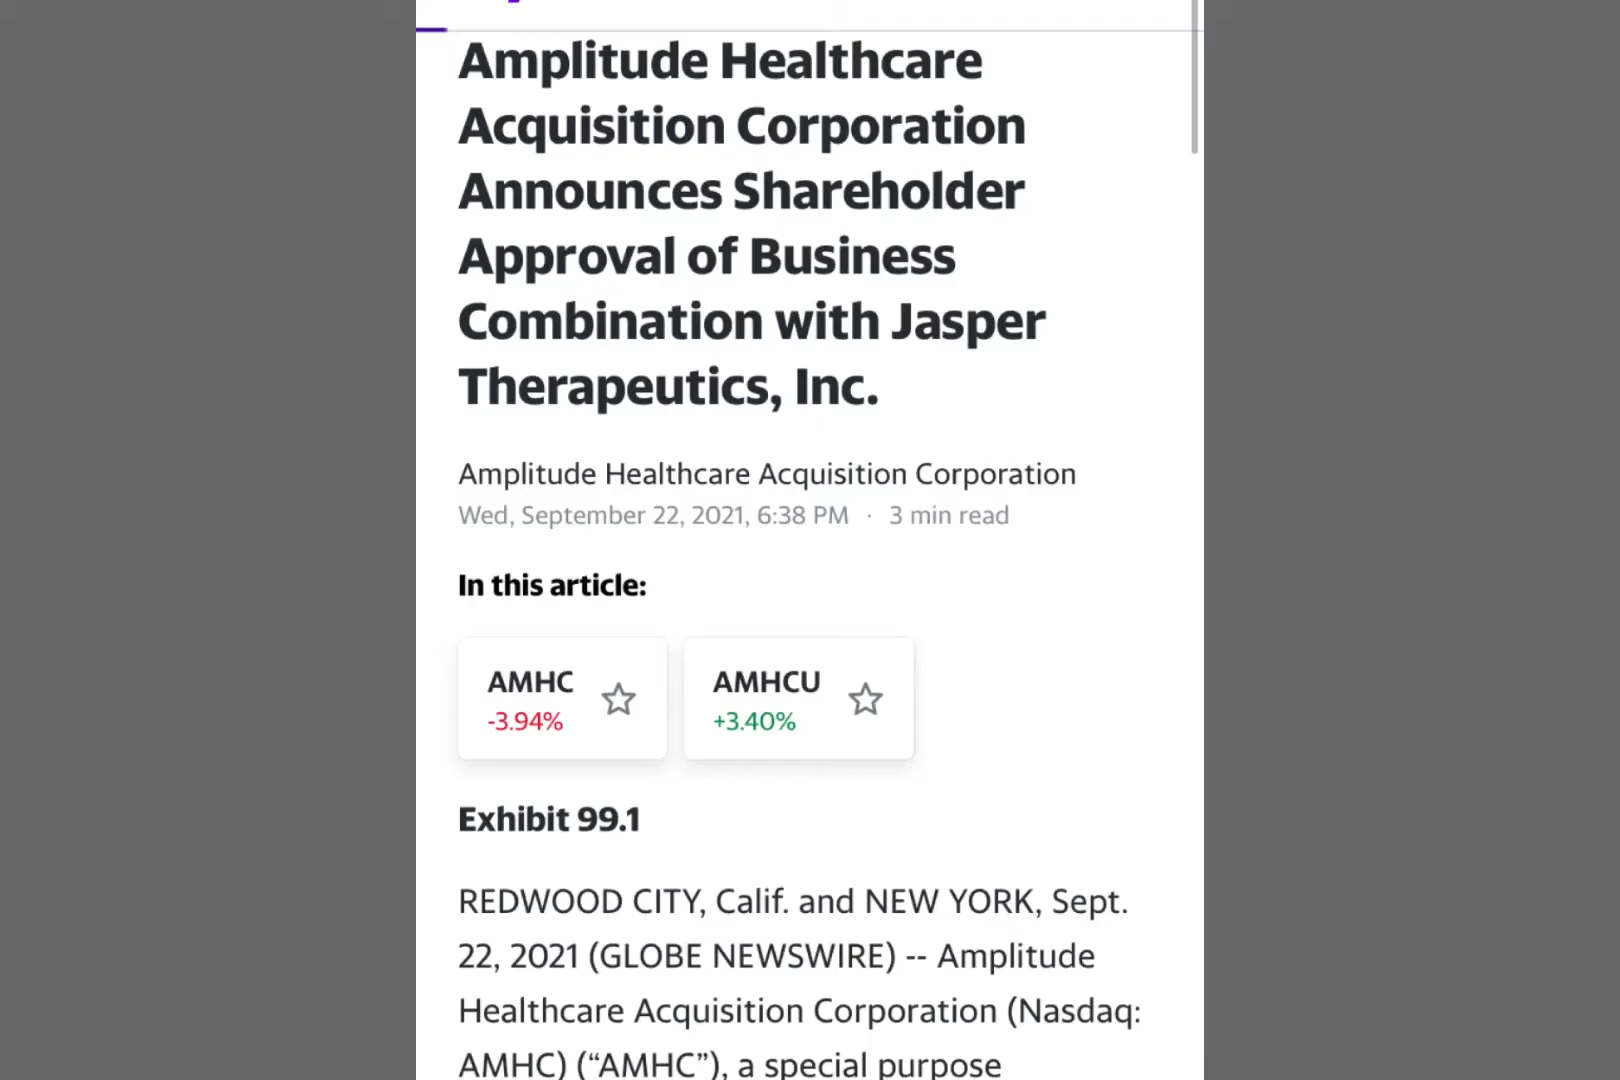 Amplitude Healthcare
Acquisition Corporation
Announces Shareholder
Approval of Business
Combination with Jasper
Therapeutics, Inc.
Amplitude Healthcare Acquisition Corporation
Wed, September 22, 2021, 6:38 PM · 3 min read
In this article:
AMHC
-3.94%
AMHCU
+3.40%
Exhibit 99.1
REDWOOD CITY, Calif. and NEW YORK, Sept.
22, 2021 (GLOBE NEWSWIRE) -- Amplitude
Healthcare Acquisition Corporation (Nasdaq:
AMHC) (“AMHC”), a special purpose